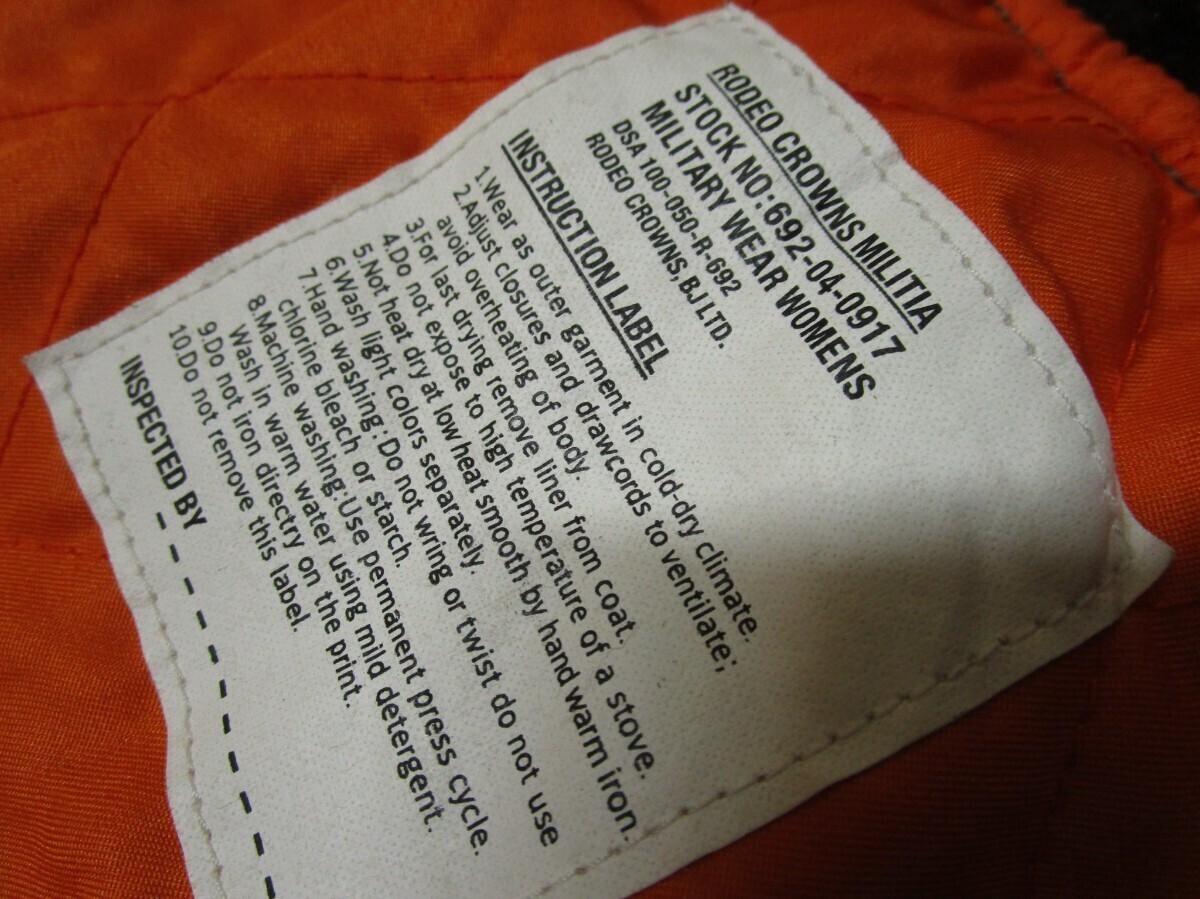 RODEO CROWNS MILITIA
STOCK NO:692-04-0917
MILITARY WEAR WOMENS
DSA 100-050-R-692
RODEO CROWNS,BJ LTD.
INSTRUCTION LABEL
1.Wear as outer garment in cold-dry climate.
2.Adjust closures and drawcords to ventilate;
avoid overheating of body.
3.For last drying remove liner from coat.
4.Do not expose to high temperature of a stove.
5.Not heat dry at low heat smooth by hand warm iron.
6.Wash light colors separately.
7.Hand washing:Do not wring or twist do not use
chlorine bleach or starch.
8.Machine washing:Use permanent press cycle.
Wash in warm water using mild detergent.
9.Do not iron directry on the print.
10.Do not remove this label.
INSPECTED BY